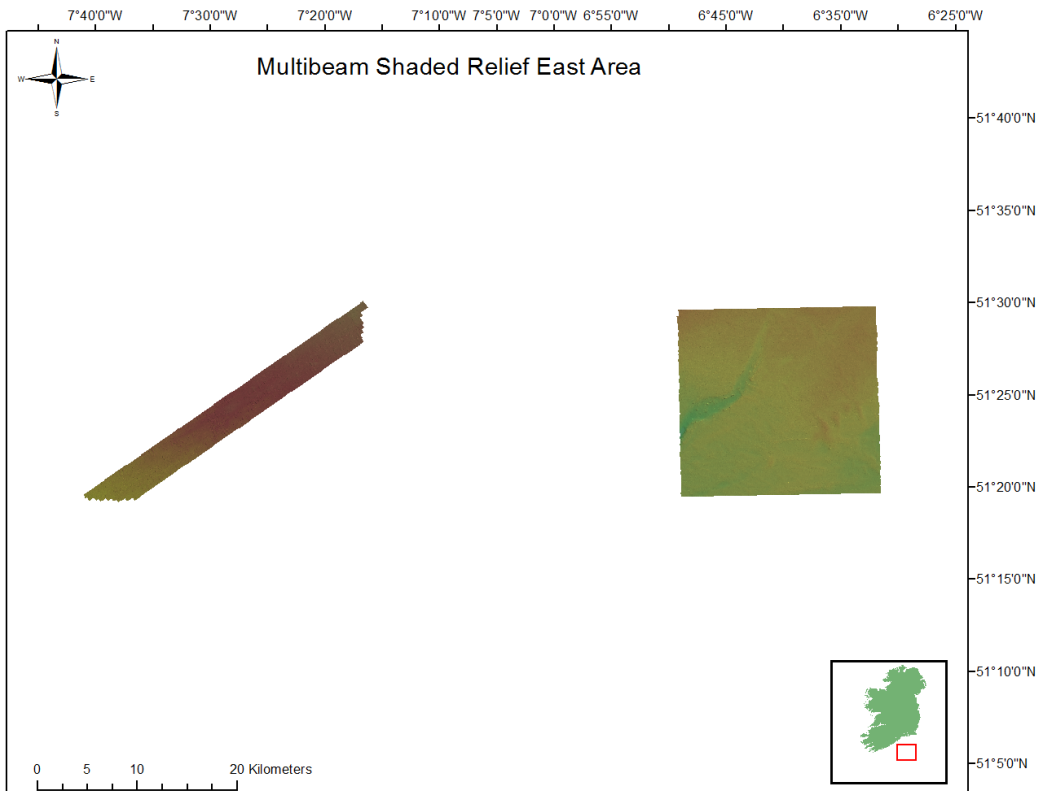 7°40'0"W 7°30'0"W 7°20'0"W 7°10'0"W 7°5'0"W 7°0'0"W 6°55'0"W 6°45'0"W 6°35'0"W 6°25'0"W
N
W E
S
Multibeam Shaded Relief East Area
51°40'0"N
51°35'0"N
51°30'0"N
51°25'0"N
51°20'0"N
51°15'0"N
51°10'0"N
51°5'0"N
0 5 10 20 Kilometers